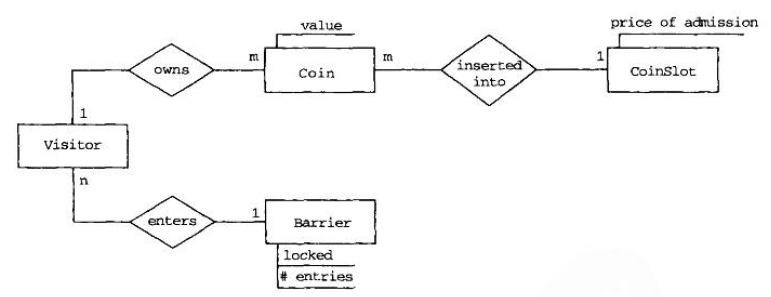 value
price of admission
owns
m
Coin
m
inserted
into
1
CoinSlot
1
Visitor
n
enters
1
Barrier
locked
# entries